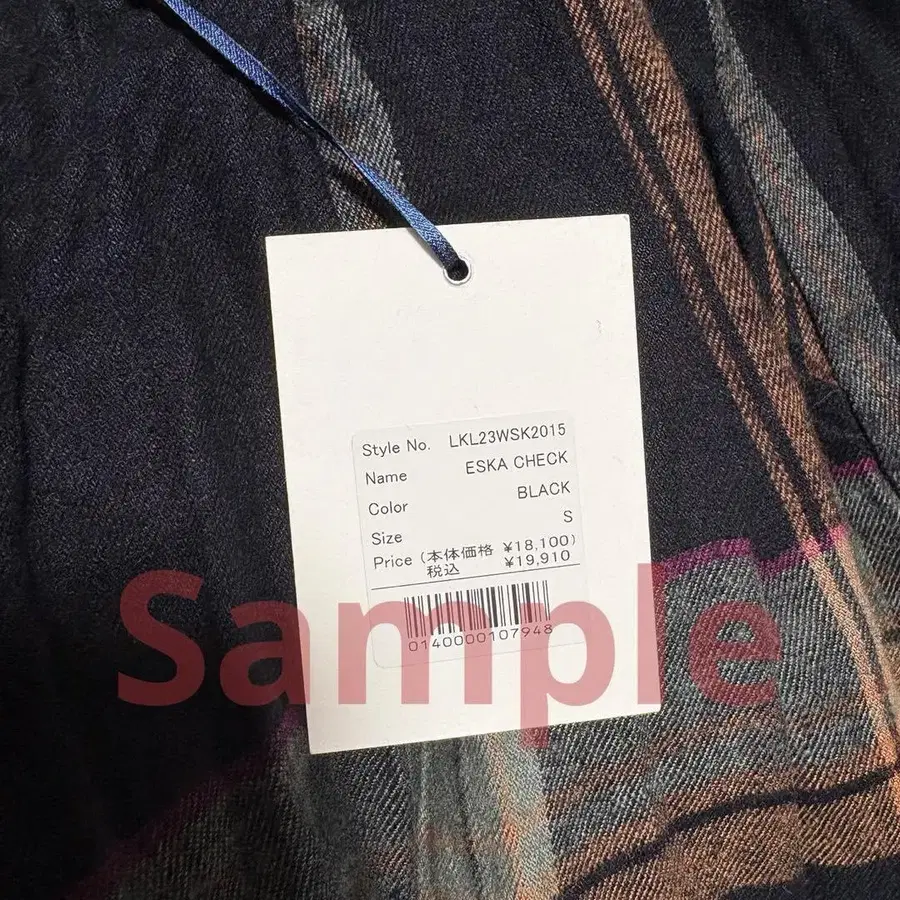 Style No. LKL23WSK2015
Name ESKA CHECK
Color BLACK
Size S
Price (本体価格 ¥18,100)
税込 ¥19,910
0140000107948
Sample